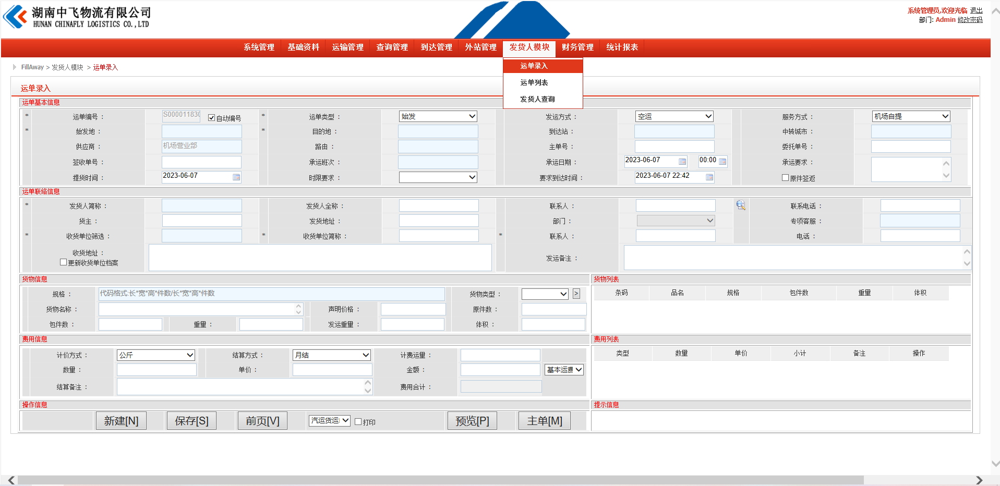 湖南中飞物流有限公司
HUNAN CHINAFLY LOGISTICS CO.,LTD
系统管理员,欢迎光临 退出
部门: Admin 修改密码
系统管理 基础资料 运输管理 查询管理 到达管理 外站管理 发货人模块 财务管理 统计报表
FillAway > 发货人模块 > 运单录入
运单录入
运单列表
发货人查询
运单录入
运单基本信息
* 运单编号 : S000011830 自动编号 * 运单类型 : 始发 发运方式 : 空运 服务方式 : 机场自提
* 始发地 : * 目的地 : 到达站 : 中转城市 :
供应商 : 机场营业部 路由 : 主单号 : 委托单号 :
签收单号 : 承运班次 : 承运日期 : 2023-06-07 00:00 承运要求 :
提货时间 : 2023-06-07 时限要求 : 要求到达时间 : 2023-06-07 22:42 原件签返
运单联络信息
* 发货人简称 : 发货人全称 : 联系人 : 联系电话 :
货主 : 发货地址 : 部门 : 专项客服 :
* 收货单位筛选 : * 收货单位简称 : * 联系人 : 电话 :
收货地址 :
更新收货单位档案
发运备注 :
货物信息 货物列表
规格 : 代码格式:长*宽*高*件数/长*宽*高*件数 货物类型 : > 条码 品名 规格 包件数 重量 体积
货物名称 : 声明价格 : 原件数 :
包件数 : 重量 : 发运重量 : 体积 :
费用信息 费用列表
计价方式 : 公斤 结算方式 : 月结 计费运量 : 类型 数量 单价 小计 备注 操作
数量 : 单价 : 金额 : 基本运费
结算备注 : 费用合计 :
操作信息 提示信息
新建[N] 保存[S] 前页[V] 汽运货运 打印 预览[P] 主单[M]